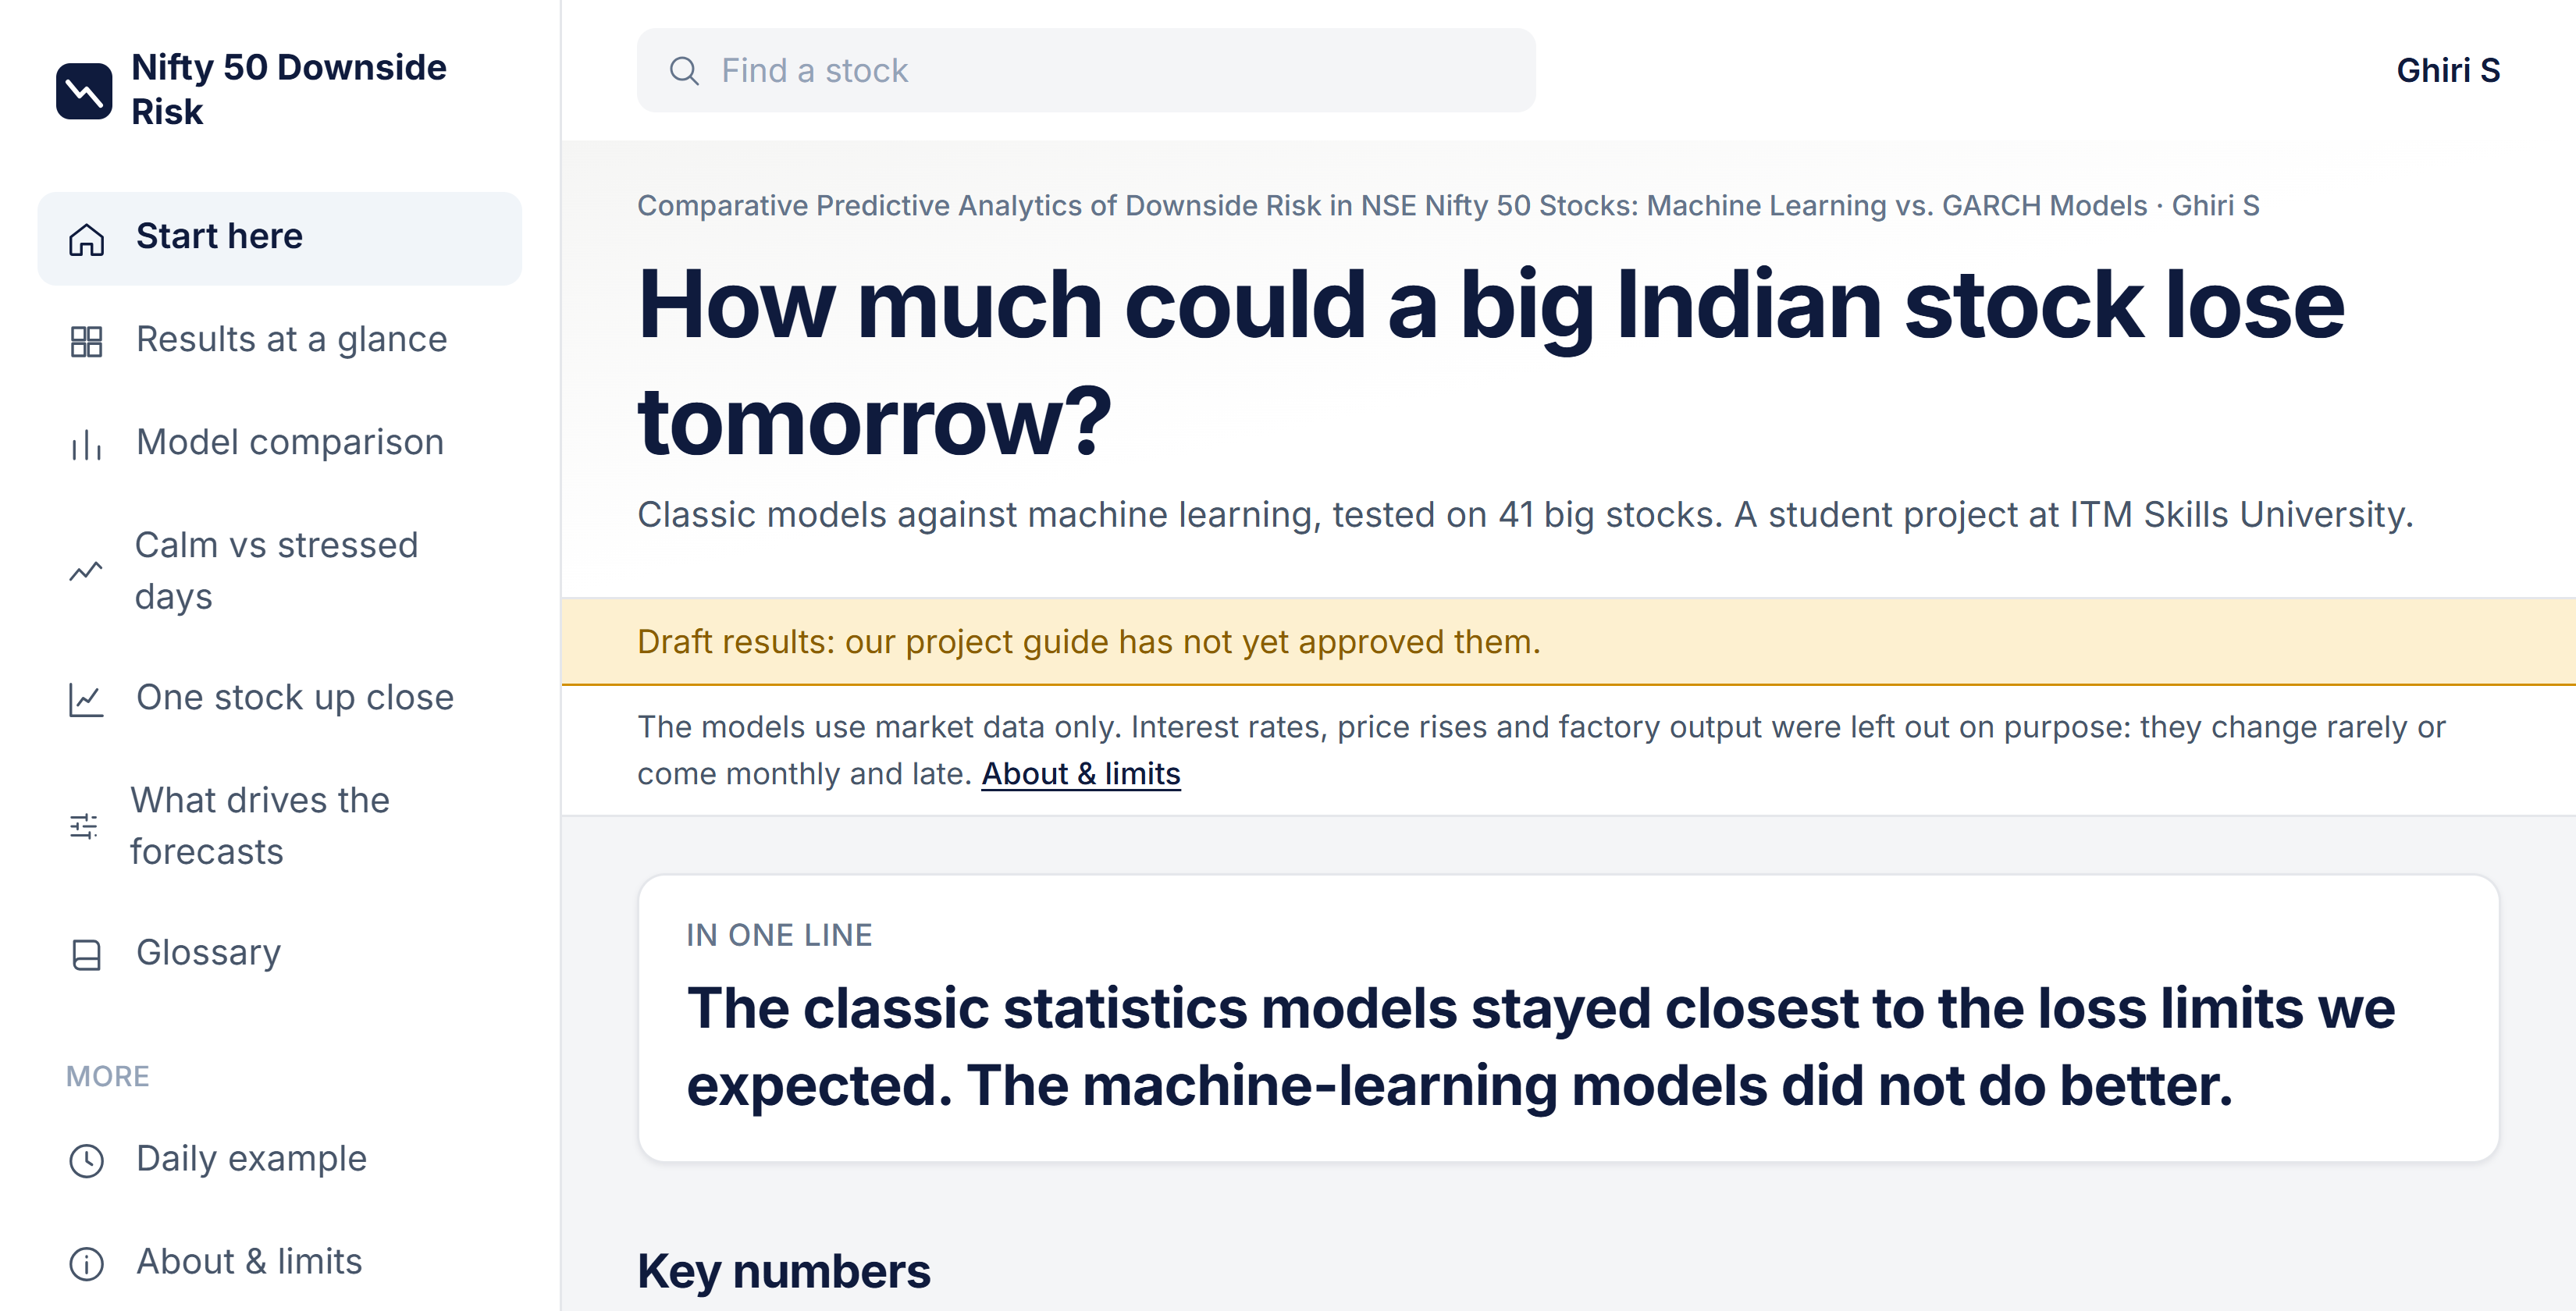 Nifty 50 Downside
Risk
Start here
Results at a glance
Model comparison
Calm vs stressed
days
One stock up close
What drives the
forecasts
Glossary
MORE
Daily example
About & limits
Find a stock
Ghiri S
Comparative Predictive Analytics of Downside Risk in NSE Nifty 50 Stocks: Machine Learning vs. GARCH Models · Ghiri S
How much could a big Indian stock lose
tomorrow?
Classic models against machine learning, tested on 41 big stocks. A student project at ITM Skills University.
Draft results: our project guide has not yet approved them.
The models use market data only. Interest rates, price rises and factory output were left out on purpose: they change rarely or
come monthly and late. About & limits
IN ONE LINE
The classic statistics models stayed closest to the loss limits we
expected. The machine-learning models did not do better.
Key numbers